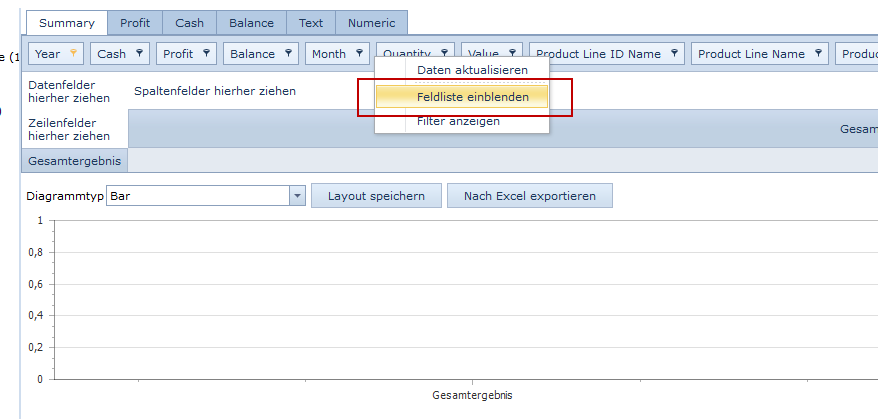 Summary Profit Cash Balance Text Numeric
Year Cash Profit Balance Month Quantity Value Product Line ID Name Product Line Name Produc
e (1
Daten aktualisieren
Feldliste einblenden
Filter anzeigen
Datenfelder
hierher ziehen
Spaltenfelder hierher ziehen
)
Zeilenfelder
hierher ziehen
Gesam
Gesamtergebnis
Diagrammtyp Bar Layout speichern Nach Excel exportieren
1
0,8
0,6
0,4
0,2
0
Gesamtergebnis